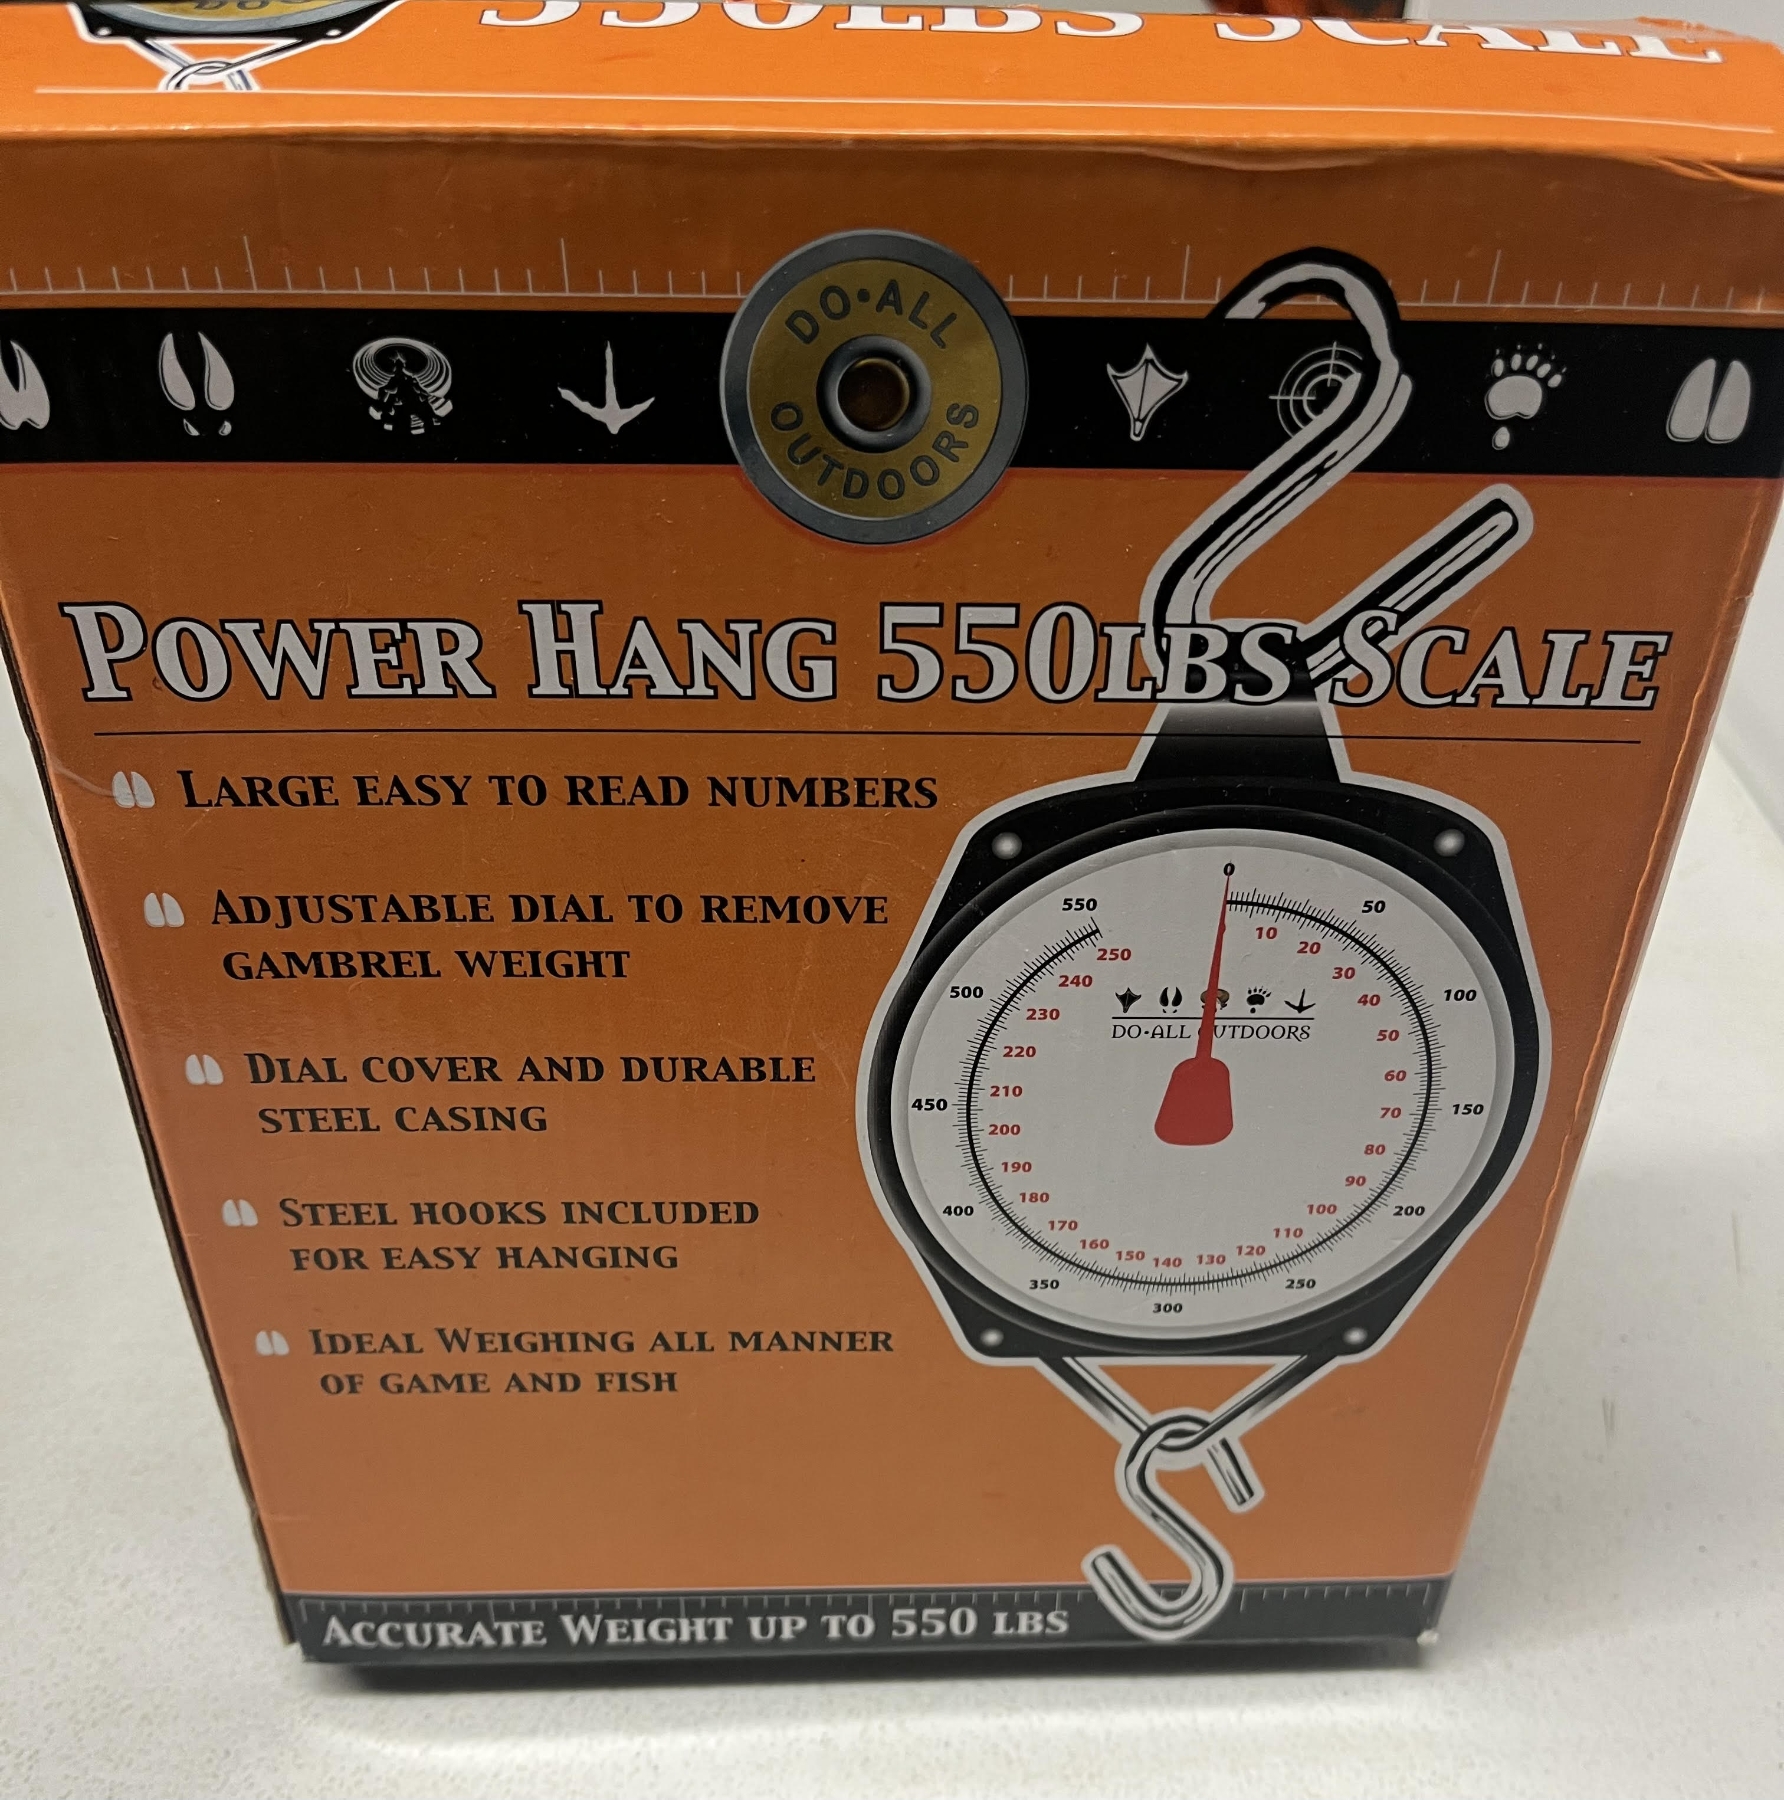 550LBS SCALE
DO·ALL
OUTDOORS
POWER HANG 550LBS SCALE
LARGE EASY TO READ NUMBERS
ADJUSTABLE DIAL TO REMOVE
GAMBREL WEIGHT
DIAL COVER AND DURABLE
STEEL CASING
STEEL HOOKS INCLUDED
FOR EASY HANGING
IDEAL WEIGHING ALL MANNER
OF GAME AND FISH
0
50
100
150
200
250
300
350
400
450
500
550
10
20
30
40
50
60
70
80
90
100
110
120
130
140
150
160
170
180
190
200
210
220
230
240
250
DO·ALL OUTDOORS
ACCURATE WEIGHT UP TO 550 LBS